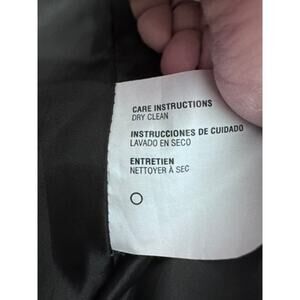 CARE INSTRUCTIONS
DRY CLEAN
INSTRUCCIONES DE CUIDADO
LAVADO EN SECO
ENTRETIEN
NETTOYER À SEC